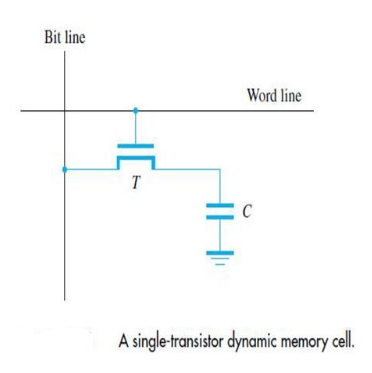 Bit line
Word line
T
C
A single-transistor dynamic memory cell.